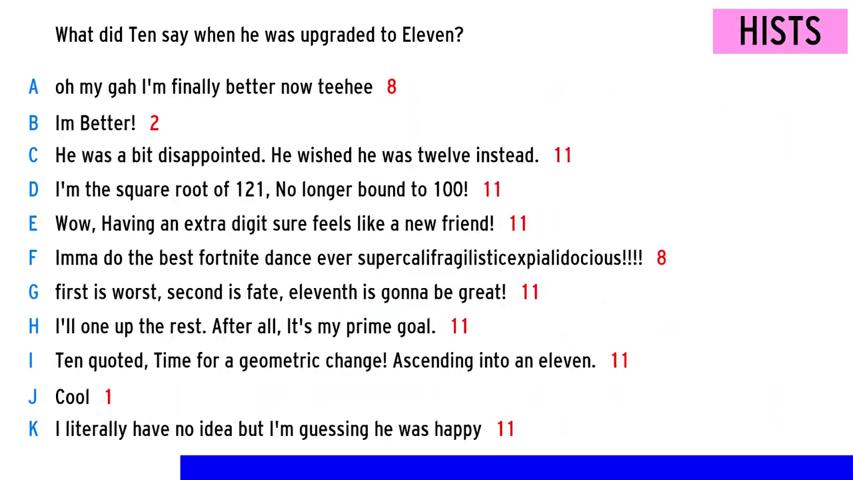 What did Ten say when he was upgraded to Eleven?
HISTS
A oh my gah I'm finally better now teehee 8
B Im Better! 2
C He was a bit disappointed. He wished he was twelve instead. 11
D I'm the square root of 121, No longer bound to 100! 11
E Wow, Having an extra digit sure feels like a new friend! 11
F Imma do the best fortnite dance ever supercalifragilisticexpialidocious!!!! 8
G first is worst, second is fate, eleventh is gonna be great! 11
H I'll one up the rest. After all, It's my prime goal. 11
I Ten quoted, Time for a geometric change! Ascending into an eleven. 11
J Cool 1
K I literally have no idea but I'm guessing he was happy 11